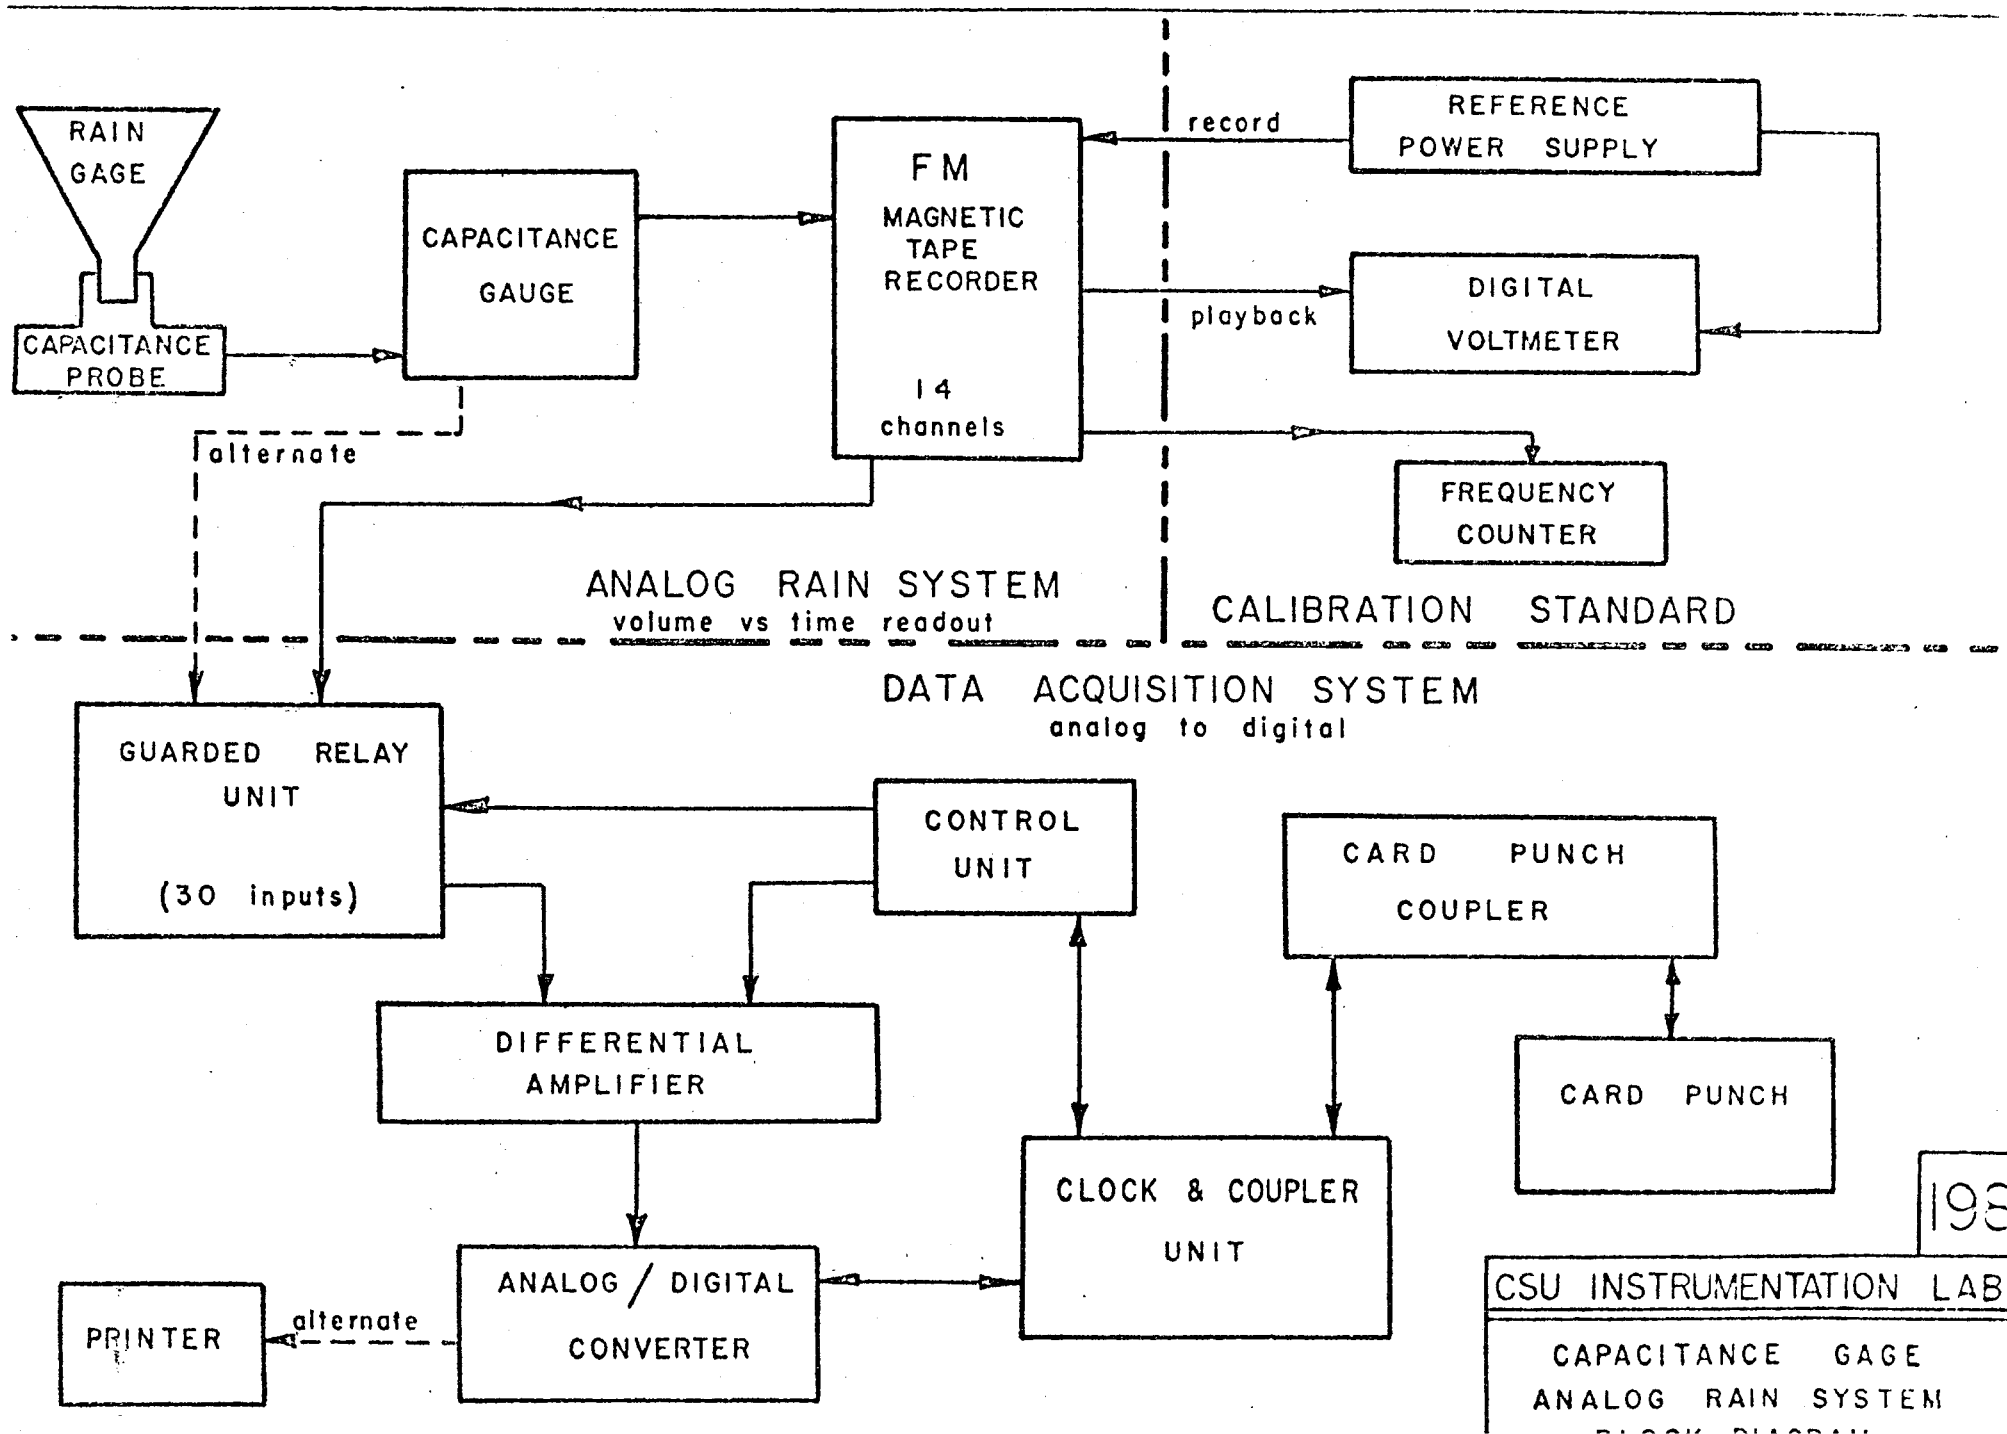 RAIN
GAGE
CAPACITANCE
PROBE
CAPACITANCE
GAUGE
FM
MAGNETIC
TAPE
RECORDER
14
channels
record
playback
REFERENCE
POWER SUPPLY
DIGITAL
VOLTMETER
FREQUENCY
COUNTER
alternate
ANALOG RAIN SYSTEM
volume vs time readout
CALIBRATION STANDARD
DATA ACQUISITION SYSTEM
analog to digital
GUARDED RELAY
UNIT
(30 inputs)
CONTROL
UNIT
CARD PUNCH
COUPLER
DIFFERENTIAL
AMPLIFIER
CARD PUNCH
CLOCK & COUPLER
UNIT
ANALOG / DIGITAL
CONVERTER
alternate
PRINTER
CSU INSTRUMENTATION LAB
CAPACITANCE GAGE
ANALOG RAIN SYSTEM